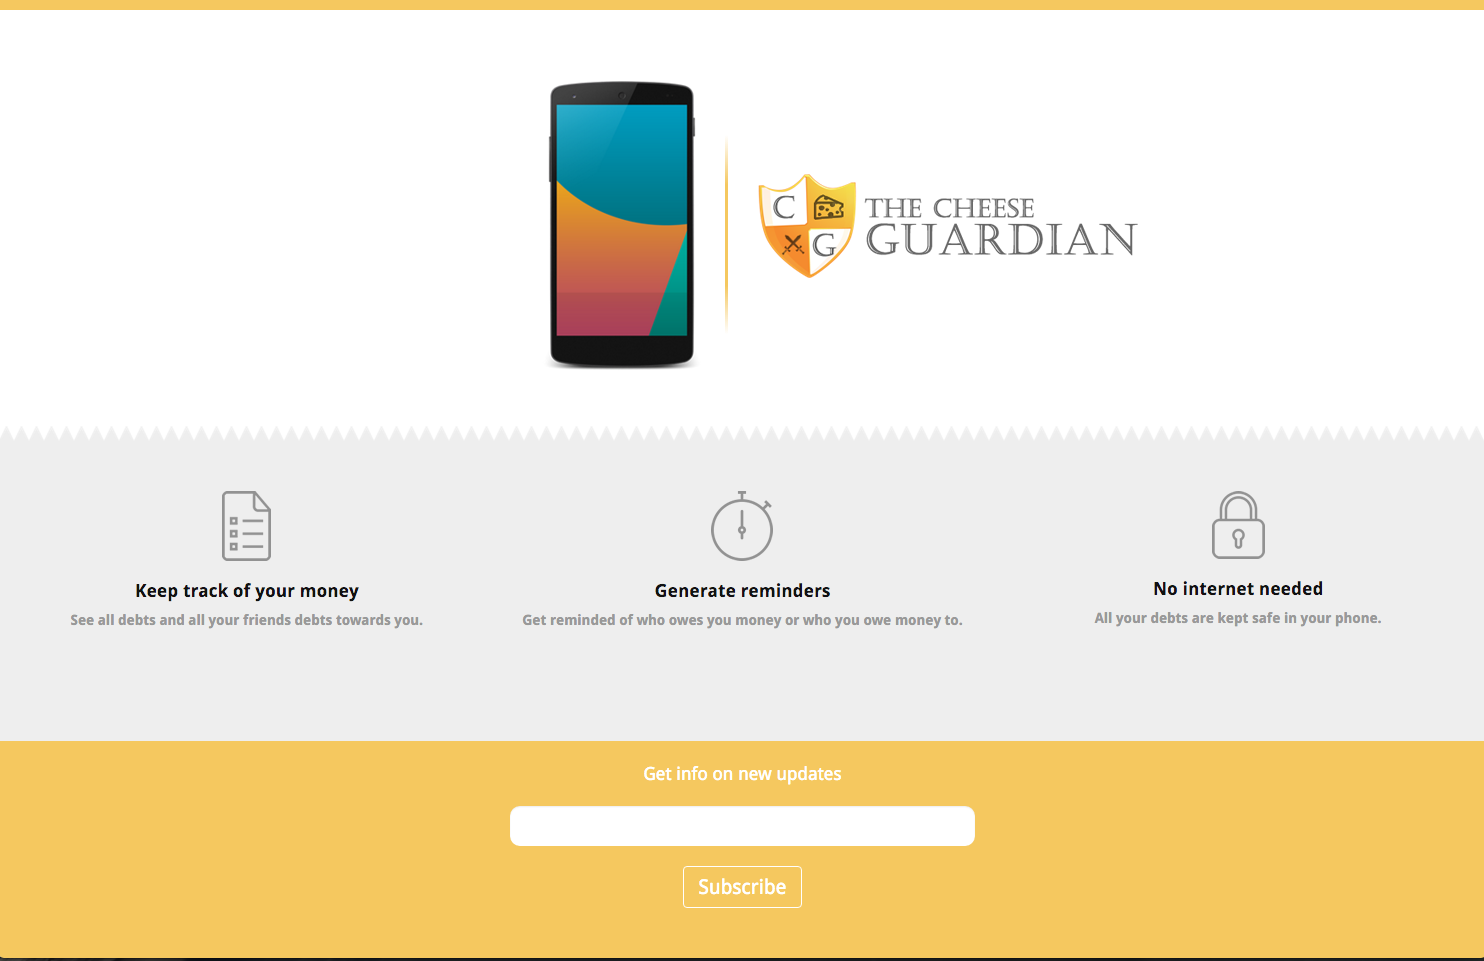 C
G
THE CHEESE
GUARDIAN
Keep track of your money
See all debts and all your friends debts towards you.
Generate reminders
Get reminded of who owes you money or who you owe money to.
No internet needed
All your debts are kept safe in your phone.
Get info on new updates
Subscribe